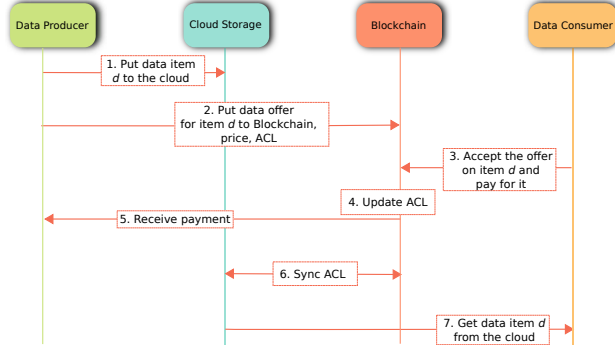 Data Producer
Cloud Storage
Blockchain
Data Consumer
1. Put data item
d to the cloud
2. Put data offer
for item d to Blockchain,
price, ACL
3. Accept the offer
on item d and
pay for it
4. Update ACL
5. Receive payment
6. Sync ACL
7. Get data item d
from the cloud